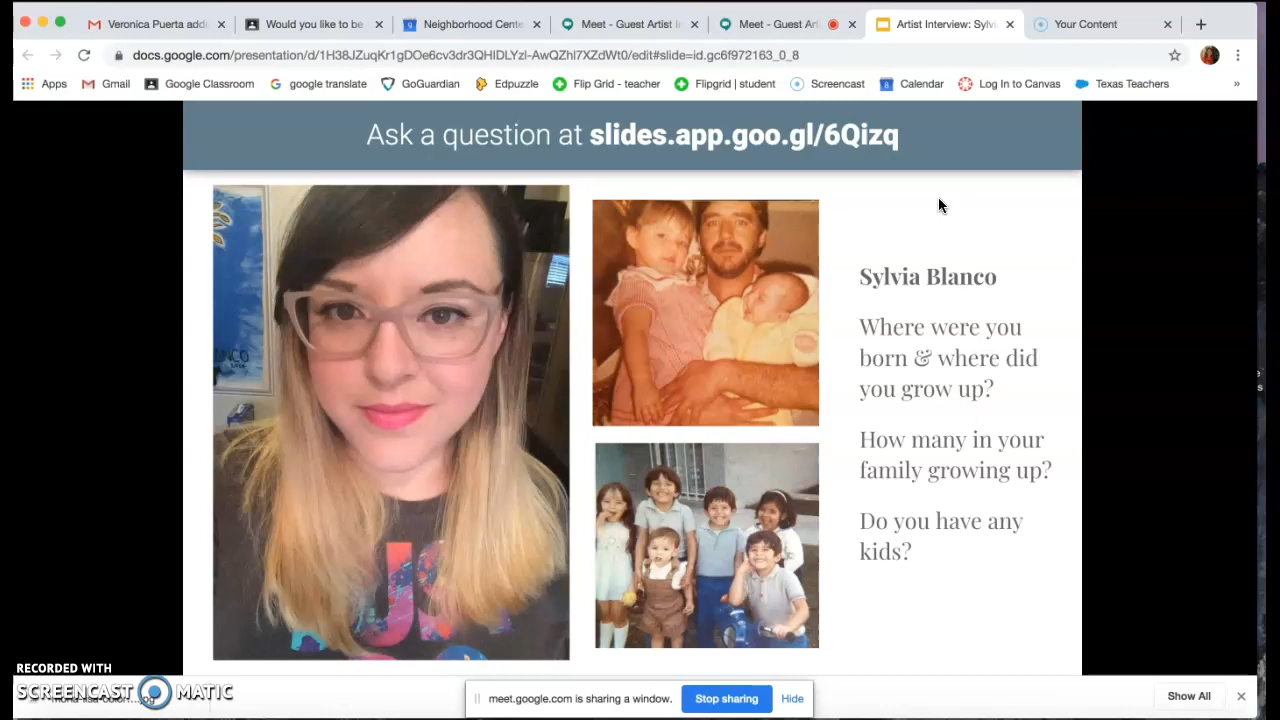 Veronica Puerta add
Would you like to be
Neighborhood Cente
Meet - Guest Artist I
Meet - Guest Art
Artist Interview: Sylv
Your Content
docs.google.com/presentation/d/1H38JZuqKr1gDOe6cv3dr3QHIDLYzl-AwQZhl7XZdWt0/edit#slide=id.gc6f972163_0_8
Apps
Gmail
Google Classroom
google translate
GoGuardian
Edpuzzle
Flip Grid - teacher
Flipgrid | student
Screencast
Calendar
Log In to Canvas
Texas Teachers
»
Ask a question at slides.app.goo.gl/6Qizq
Sylvia Blanco
Where were you
born & where did
you grow up?
How many in your
family growing up?
Do you have any
kids?
RECORDED WITH
SCREENCAST MATIC
meet.google.com is sharing a window.
Stop sharing
Hide
Show All